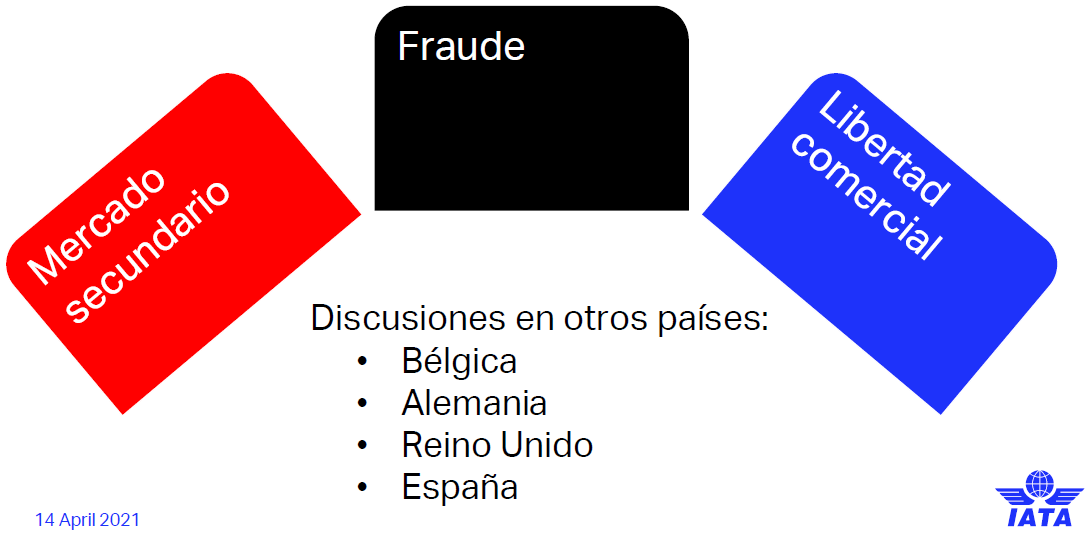 Fraude
Mercado
secundario
Libertad
comercial
Discusiones en otros países:
• Bélgica
• Alemania
• Reino Unido
• España
14 April 2021
IATA